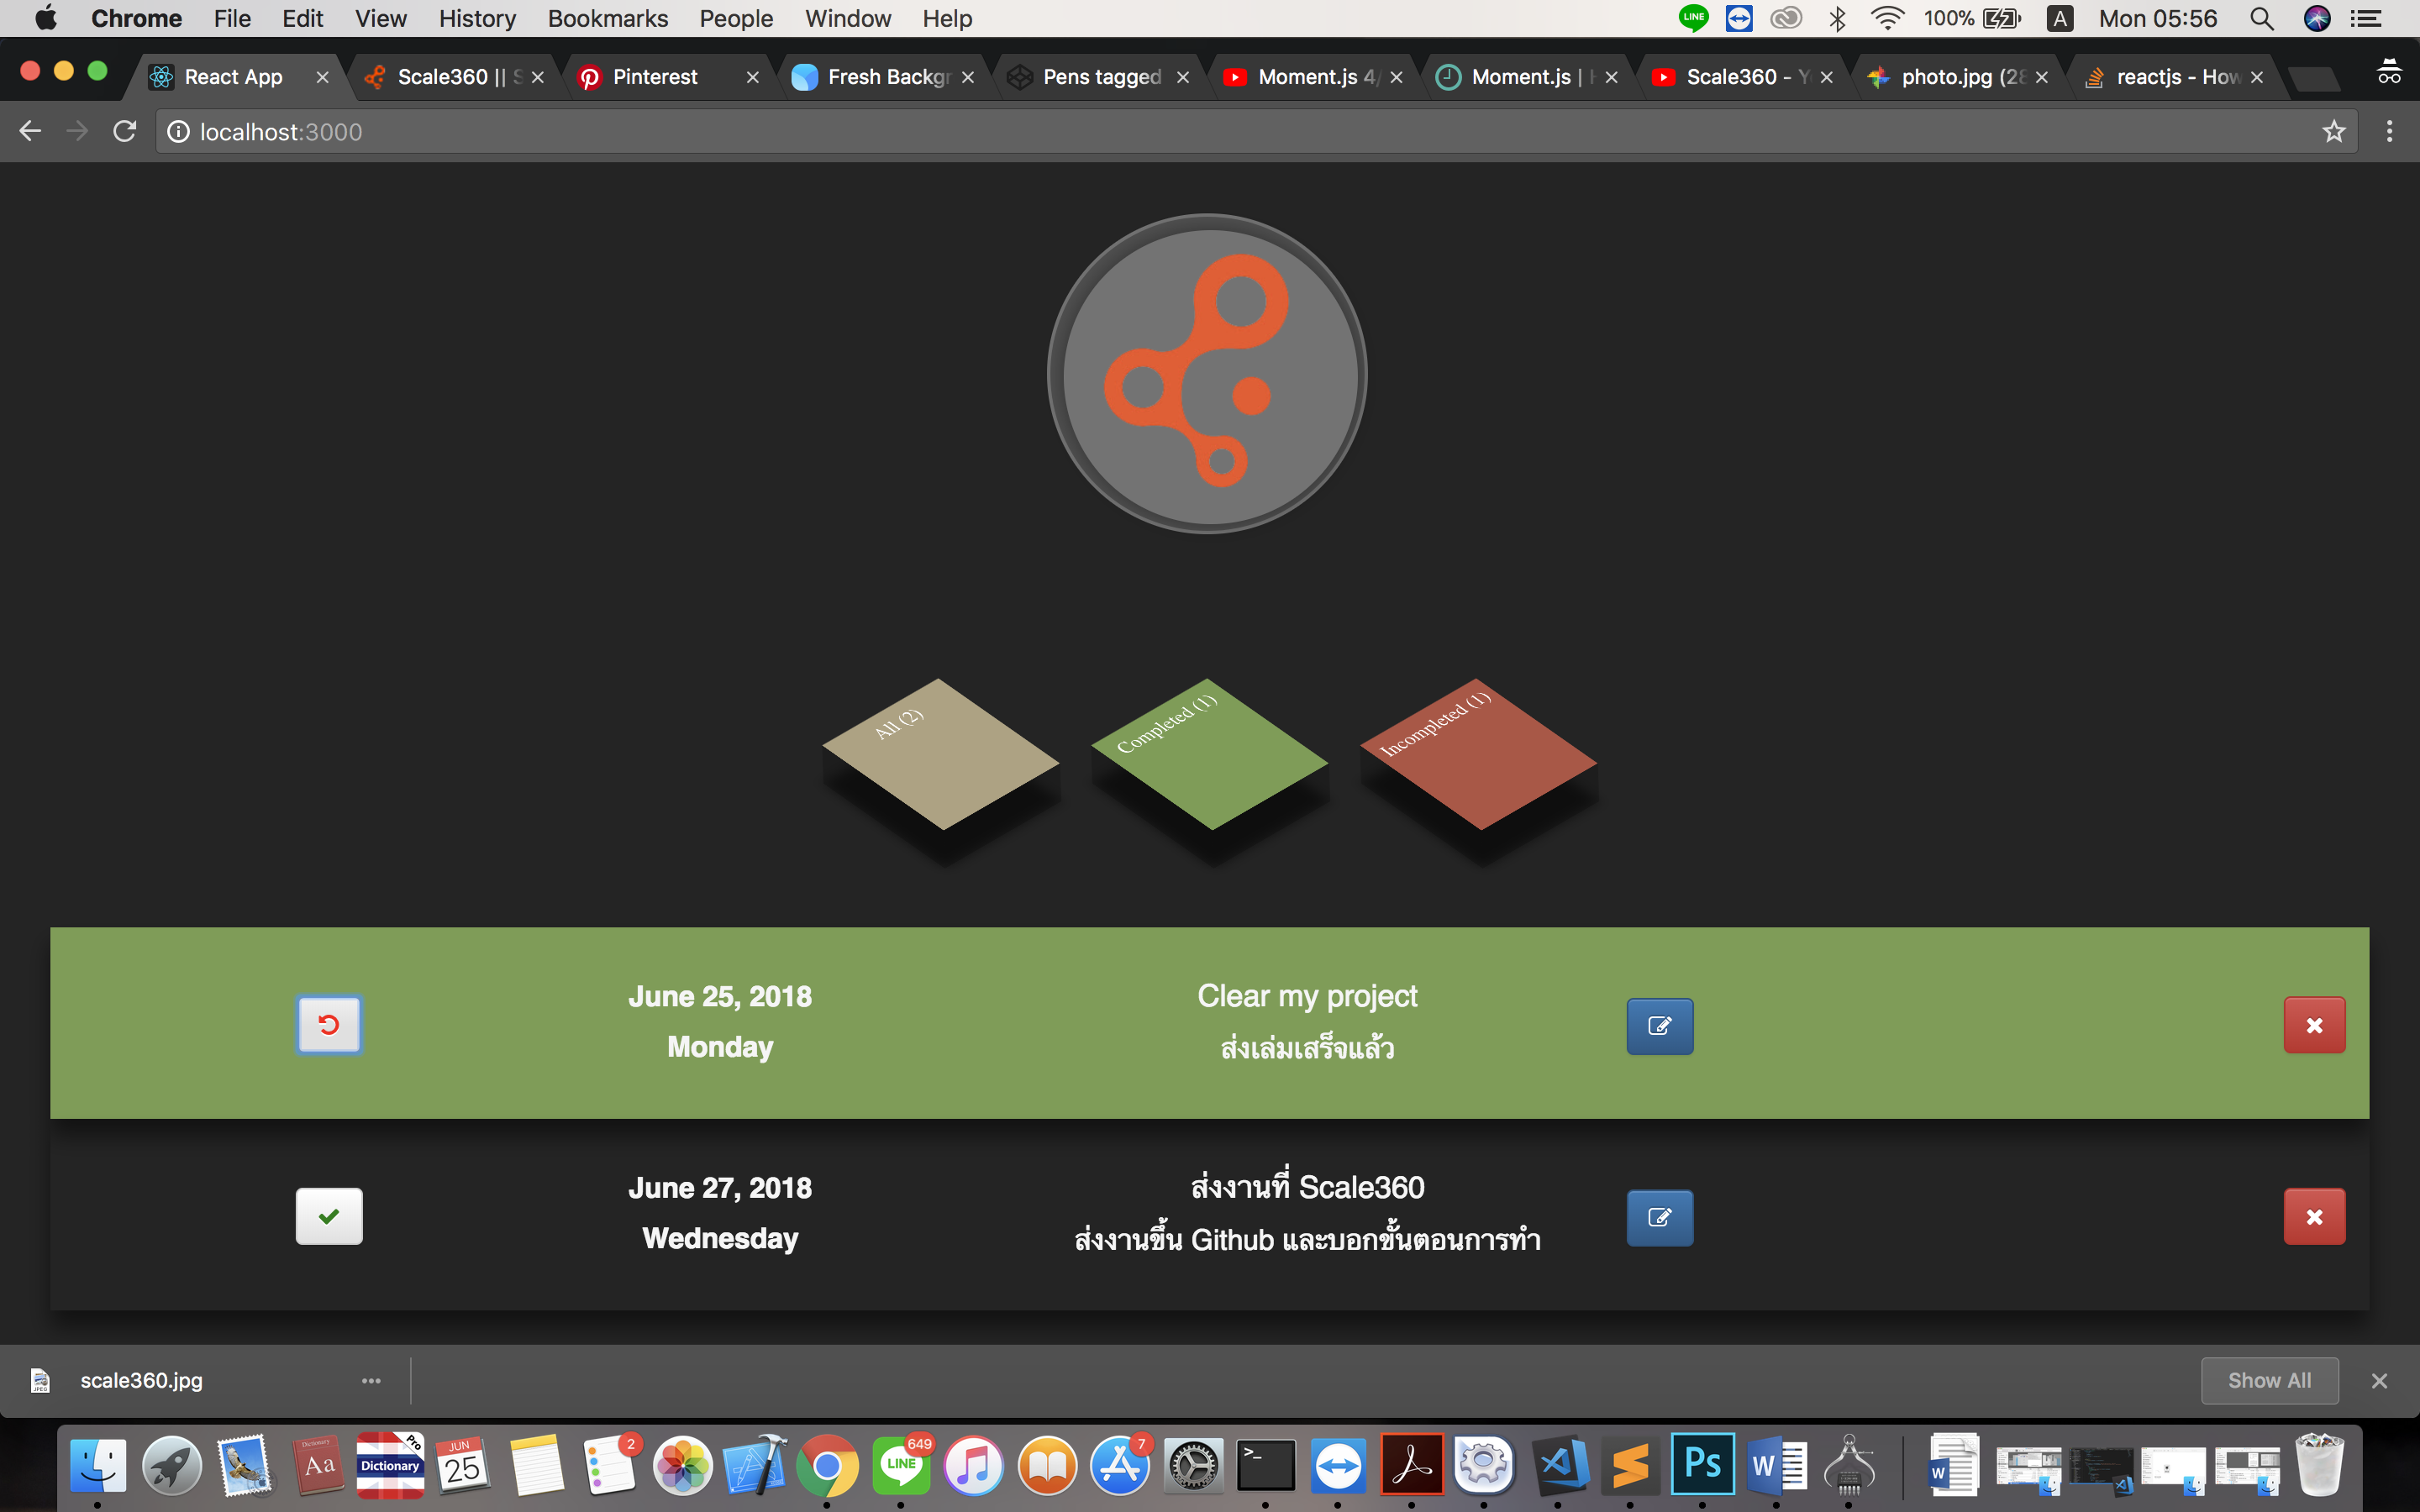 Chrome File Edit View History Bookmarks People Window Help LINE 100% A Mon 05:56
React App Scale360 || S Pinterest Fresh Backgr Pens tagged Moment.js 4/ Moment.js | Scale360 - Y photo.jpg (28 reactjs - How
localhost:3000
All (2)
Completed (1)
Incompleted (1)
June 25, 2018
Monday
Clear my project
ส่งเล่มเสร็จแล้ว
June 27, 2018
Wednesday
ส่งงานที่ Scale360
ส่งงานขึ้น Github และบอกขั้นตอนการทำ
JPEG scale360.jpg Show All
Dictionary Aa Pro Dictionary JUN 25 2 649 LINE 7 >_ Ps W W